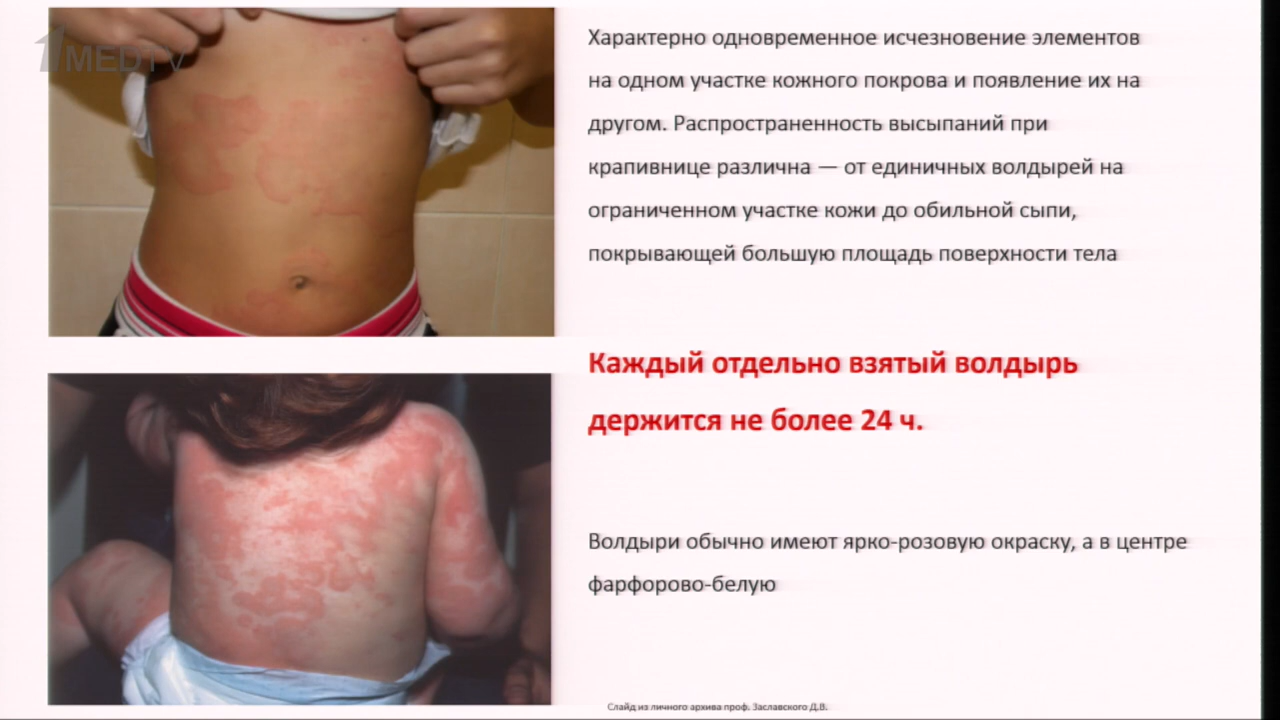 1MEDTV
Характерно одновременное исчезновение элементов
на одном участке кожного покрова и появление их на
другом. Распространенность высыпаний при
крапивнице различна — от единичных волдырей на
ограниченном участке кожи до обильной сыпи,
покрывающей большую площадь поверхности тела
Каждый отдельно взятый волдырь
держится не более 24 ч.
Волдыри обычно имеют ярко-розовую окраску, а в центре
фарфорово-белую
Слайд из личного архива проф. Заславского Д.В.